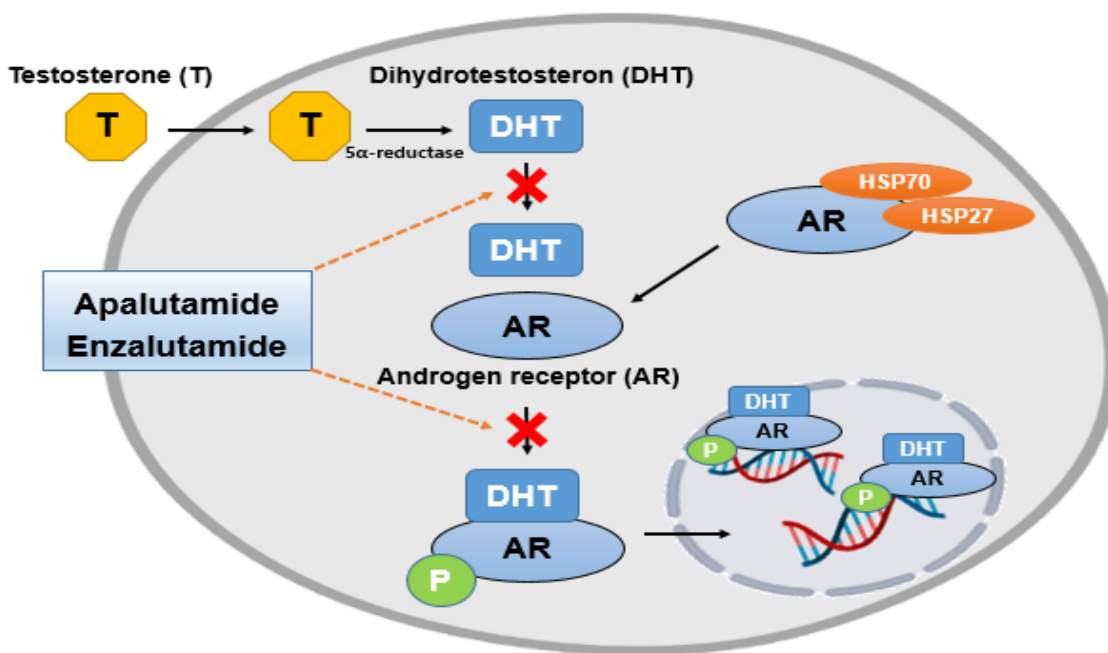 Testosterone (T)
Dihydrotestosteron (DHT)
T
T
5α-reductase
DHT
HSP70
HSP27
AR
DHT
Apalutamide
Enzalutamide
AR
Androgen receptor (AR)
DHT
AR
P
DHT
AR
P
DHT
AR
P